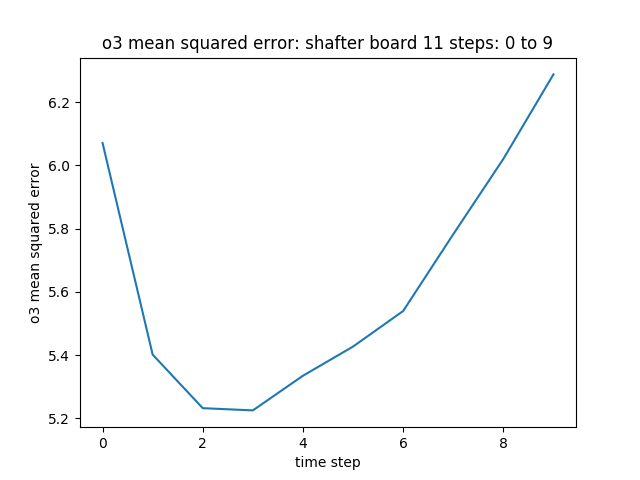 o3 mean squared error: shafter board 11 steps: 0 to 9
6.2
6.0
5.8
5.6
5.4
5.2
o3 mean squared error
0 2 4 6 8
time step